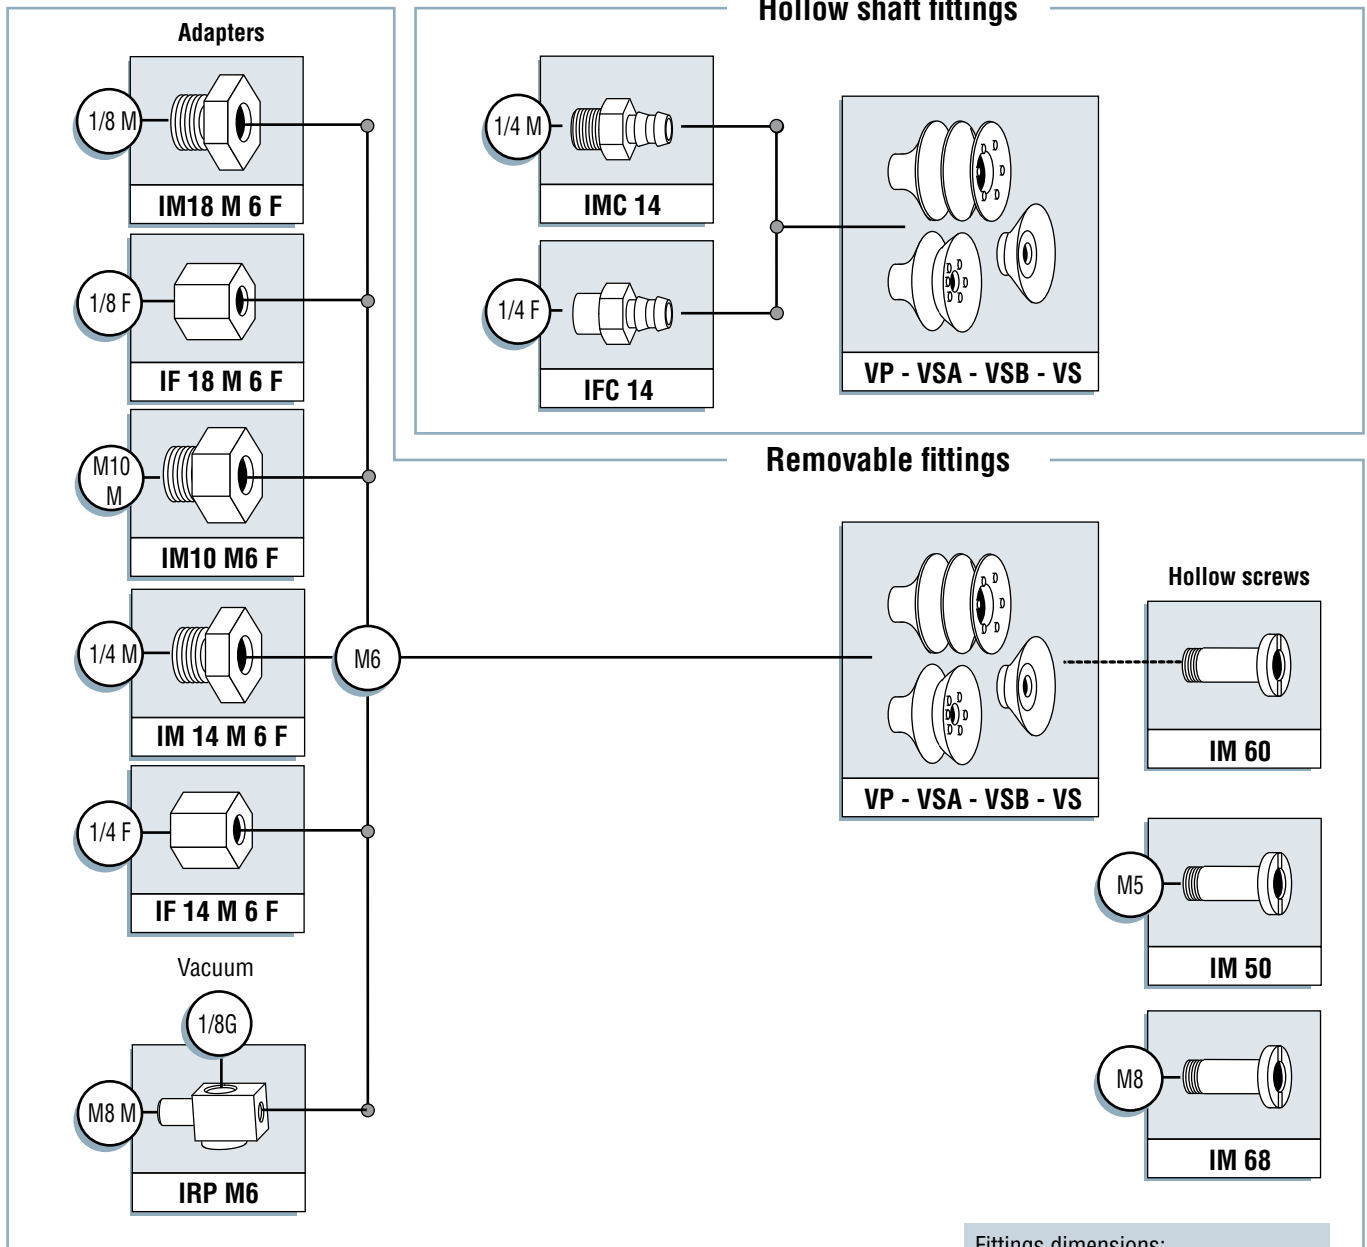 Adapters
1/8 M
IM18 M 6 F
1/8 F
IF 18 M 6 F
M10
M
IM10 M6 F
1/4 M
IM 14 M 6 F
1/4 F
IF 14 M 6 F
Vacuum
1/8G
M8 M
IRP M6
M6
Hollow shaft fittings
1/4 M
IMC 14
1/4 F
IFC 14
VP - VSA - VSB - VS
Removable fittings
VP - VSA - VSB - VS
Hollow screws
IM 60
M5
IM 50
M8
IM 68
Fittings dimensions: